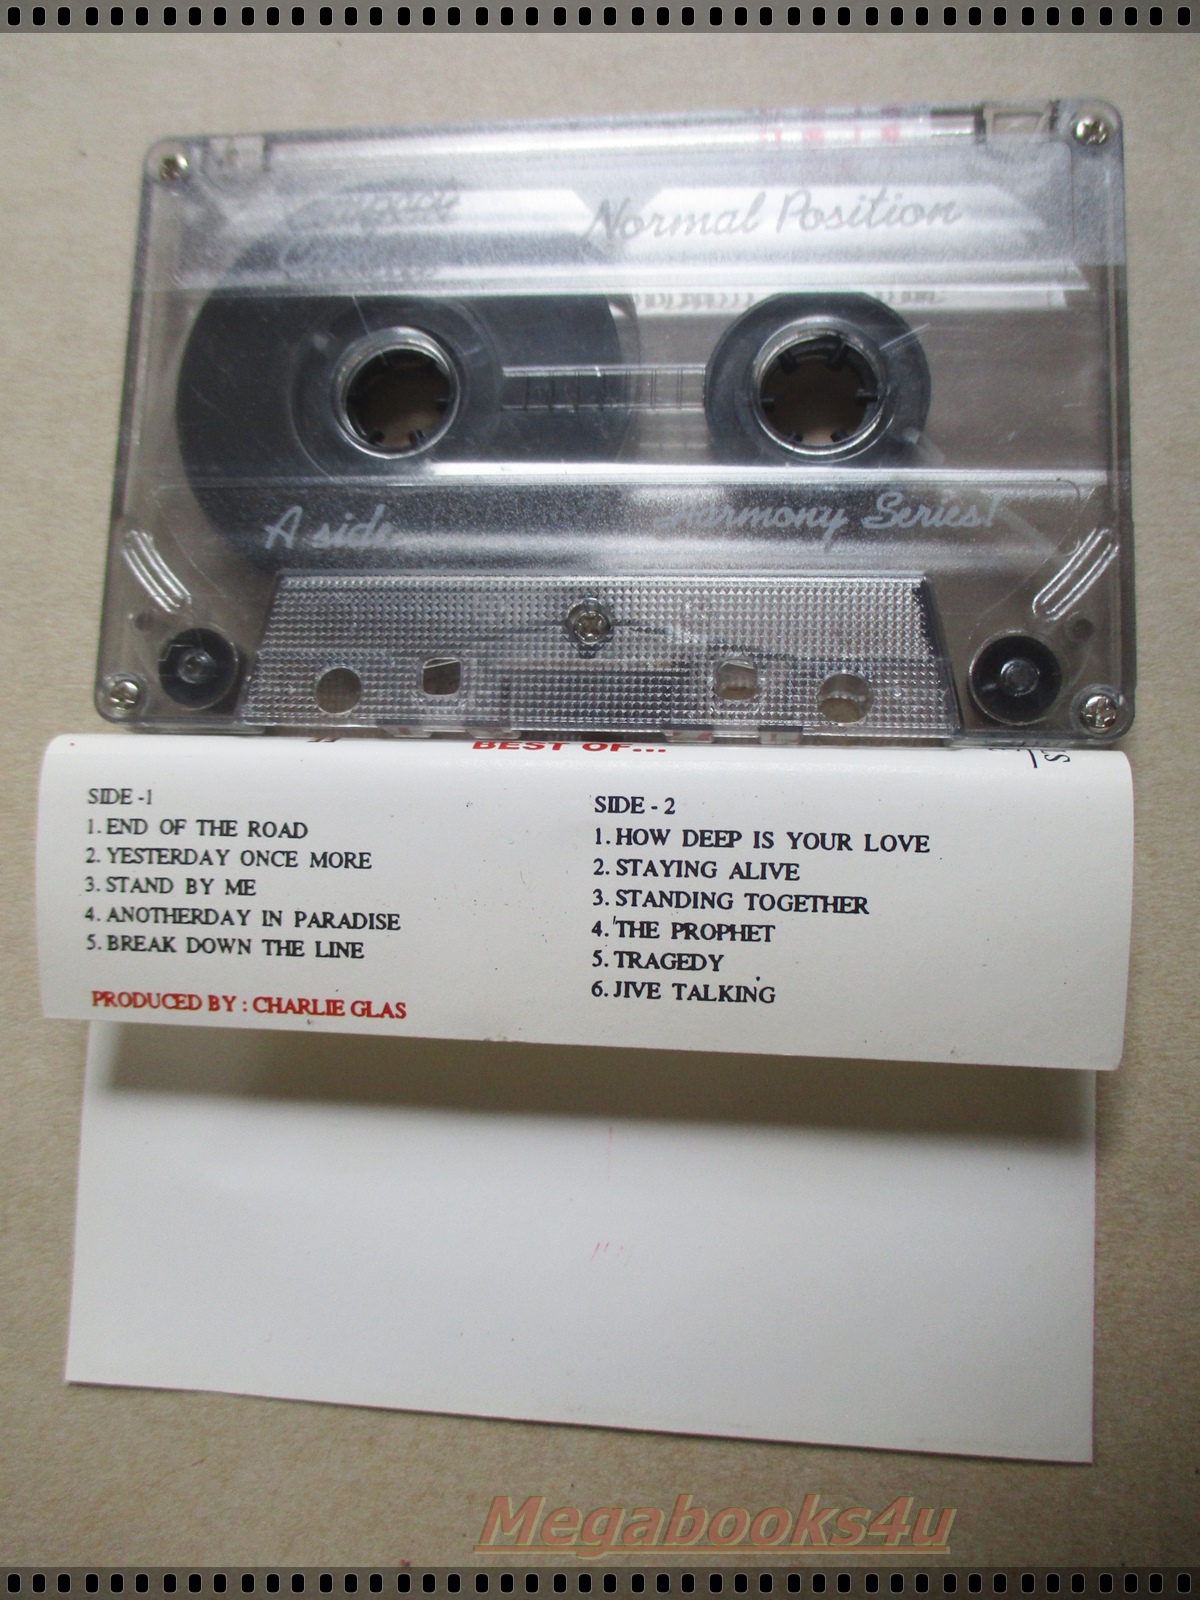 Compact
Normal Position
A side
Harmony Series!
BEST OF...
SIDE -1
1. END OF THE ROAD
2. YESTERDAY ONCE MORE
3. STAND BY ME
4. ANOTHERDAY IN PARADISE
5. BREAK DOWN THE LINE
PRODUCED BY : CHARLIE GLAS
SIDE - 2
1. HOW DEEP IS YOUR LOVE
2. STAYING ALIVE
3. STANDING TOGETHER
4. THE PROPHET
5. TRAGEDY
6. JIVE TALKING
Megabooks4u